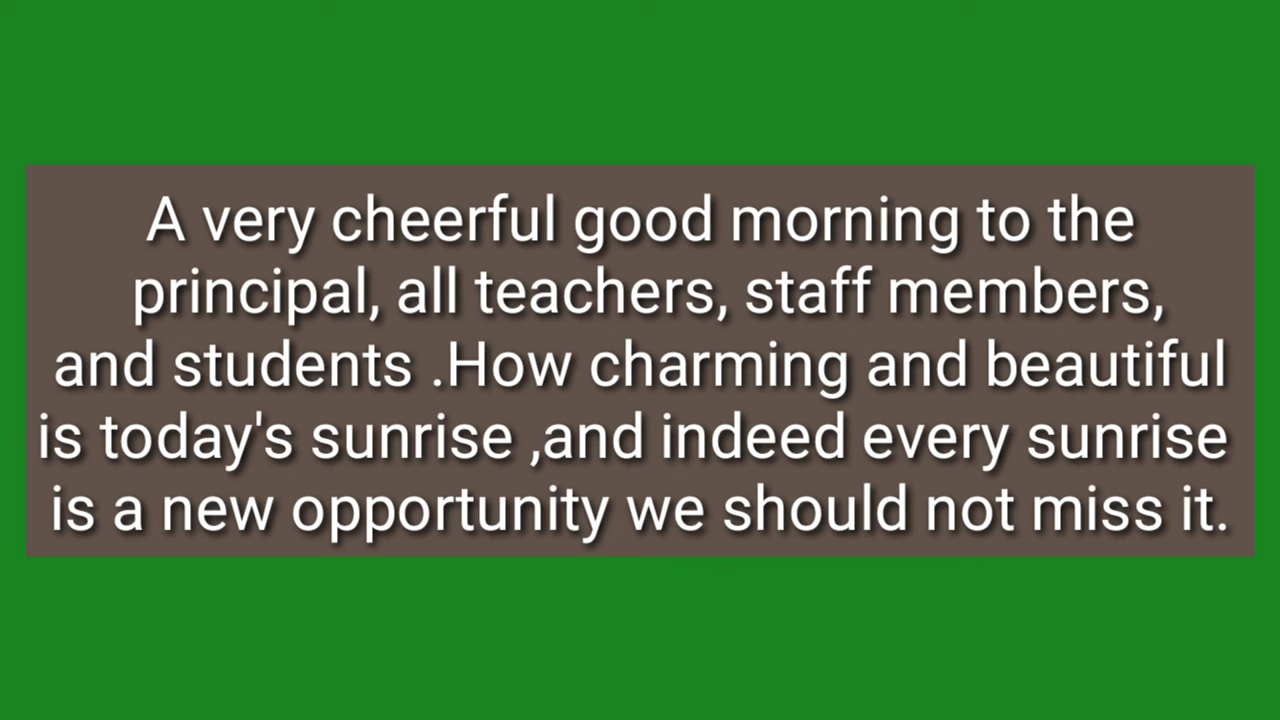 A very cheerful good morning to the
principal, all teachers, staff members,
and students .How charming and beautiful
is today's sunrise ,and indeed every sunrise
is a new opportunity we should not miss it.